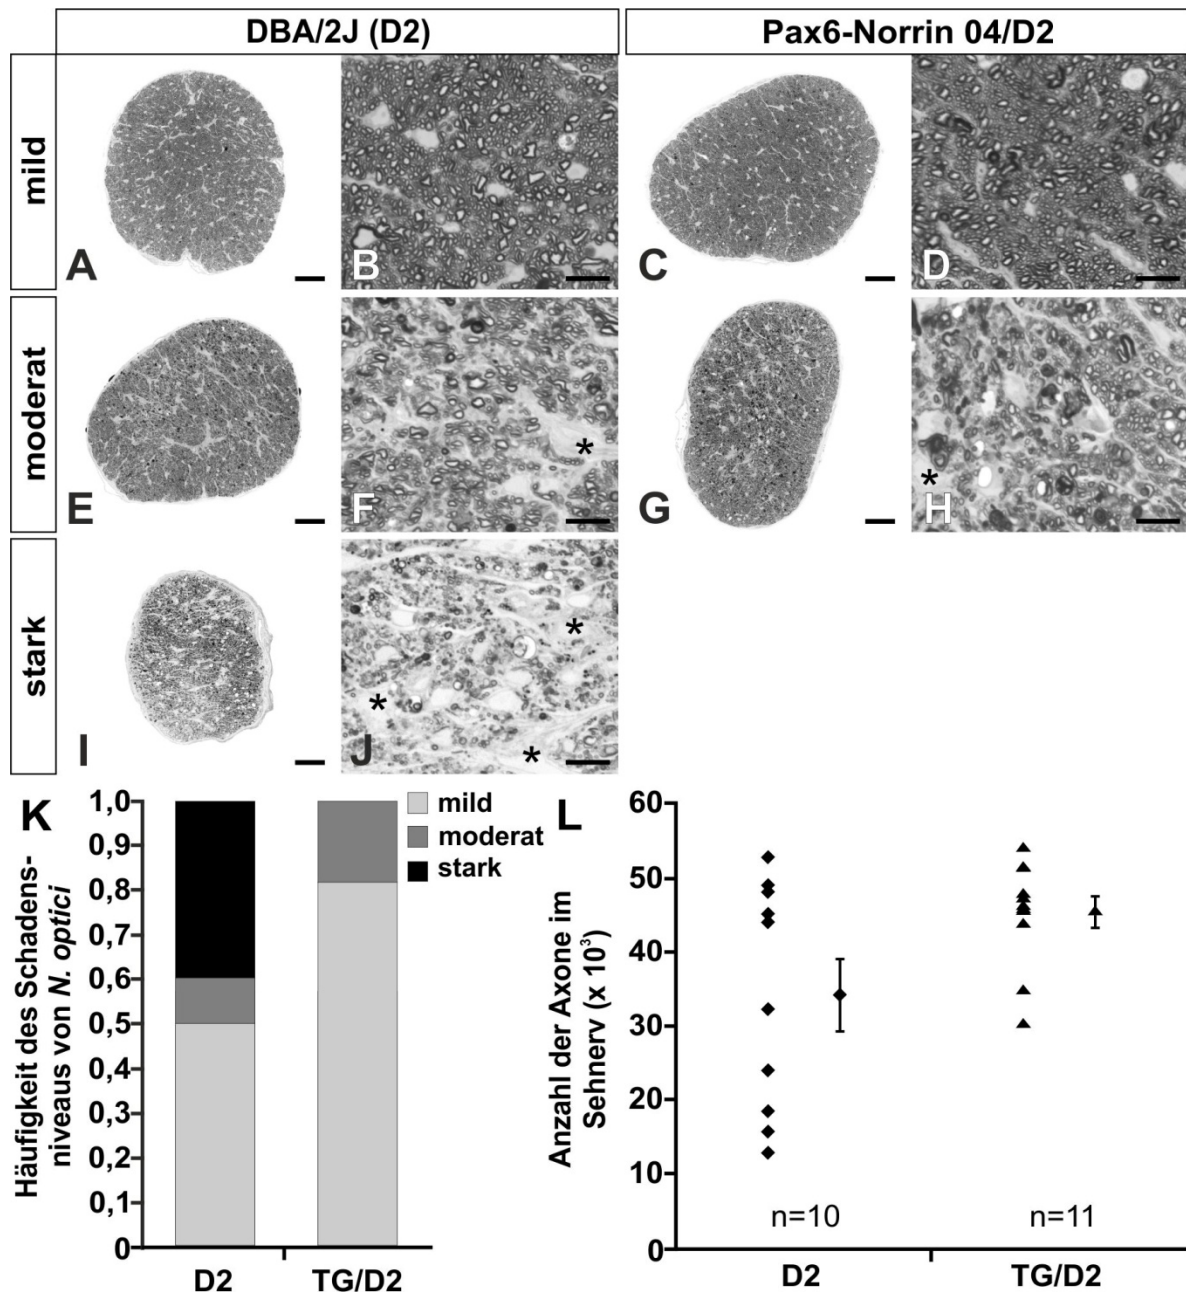 DBA/2J (D2)
Pax6-Norrin 04/D2
mild
A
B
C
D
moderat
E
F
*
G
H
*
stark
I
J
*
*
*
K
Häufigkeit des Schadens-
niveaus von N. optici
1,0
0,9
0,8
0,7
0,6
0,5
0,4
0,3
0,2
0,1
0
D2
TG/D2
mild
moderat
stark
L
Anzahl der Axone im
Sehnerv (x 10³)
60
50
40
30
20
10
0
n=10
n=11
D2
TG/D2